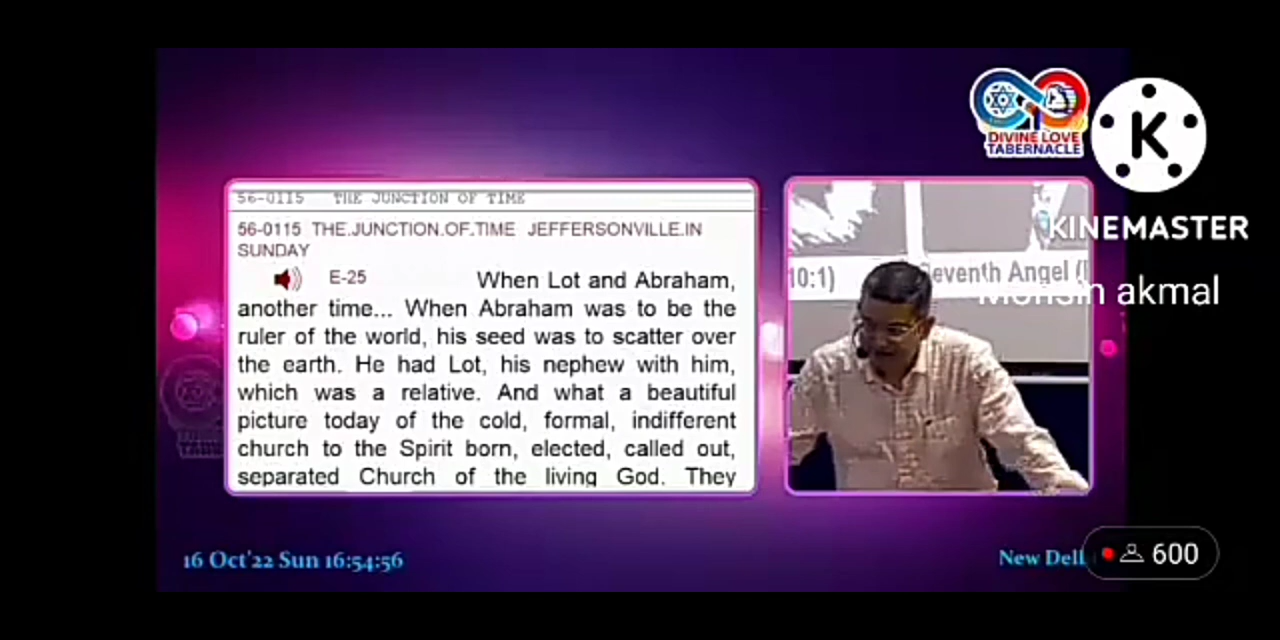 DIVINE LOVE
TABERNACLE
K
KINEMASTER
Mohsin akmal
56-0115 THE JUNCTION OF TIME
56-0115 THE.JUNCTION.OF.TIME JEFFERSONVILLE.IN
SUNDAY
E-25 When Lot and Abraham,
another time... When Abraham was to be the
ruler of the world, his seed was to scatter over
the earth. He had Lot, his nephew with him,
which was a relative. And what a beautiful
picture today of the cold, formal, indifferent
church to the Spirit born, elected, called out,
separated Church of the living God. They
10:1) eventh Angel (
16 Oct'22 Sun 16:54:56
New Del
600